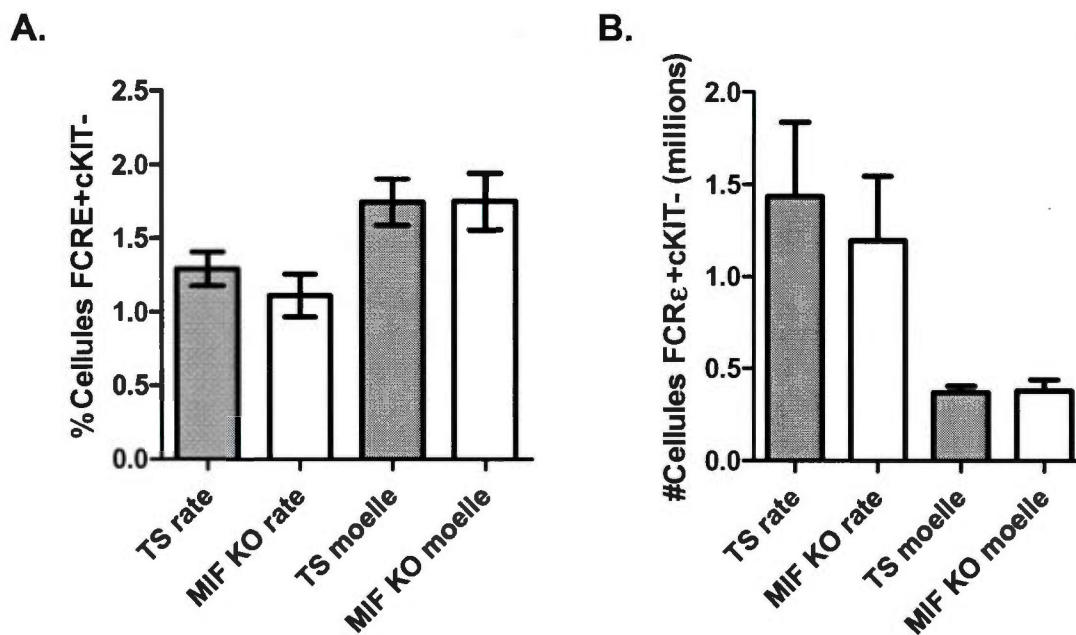 A.
%Cellules FCRE+cKIT-
2.5
2.0
1.5
1.0
0.5
0.0
TS rate
MIF KO rate
TS moelle
MIF KO moelle
B.
#Cellules FCRε+cKIT- (millions)
2.0
1.5
1.0
0.5
0.0
TS rate
MIF KO rate
TS moelle
MIF KO moelle